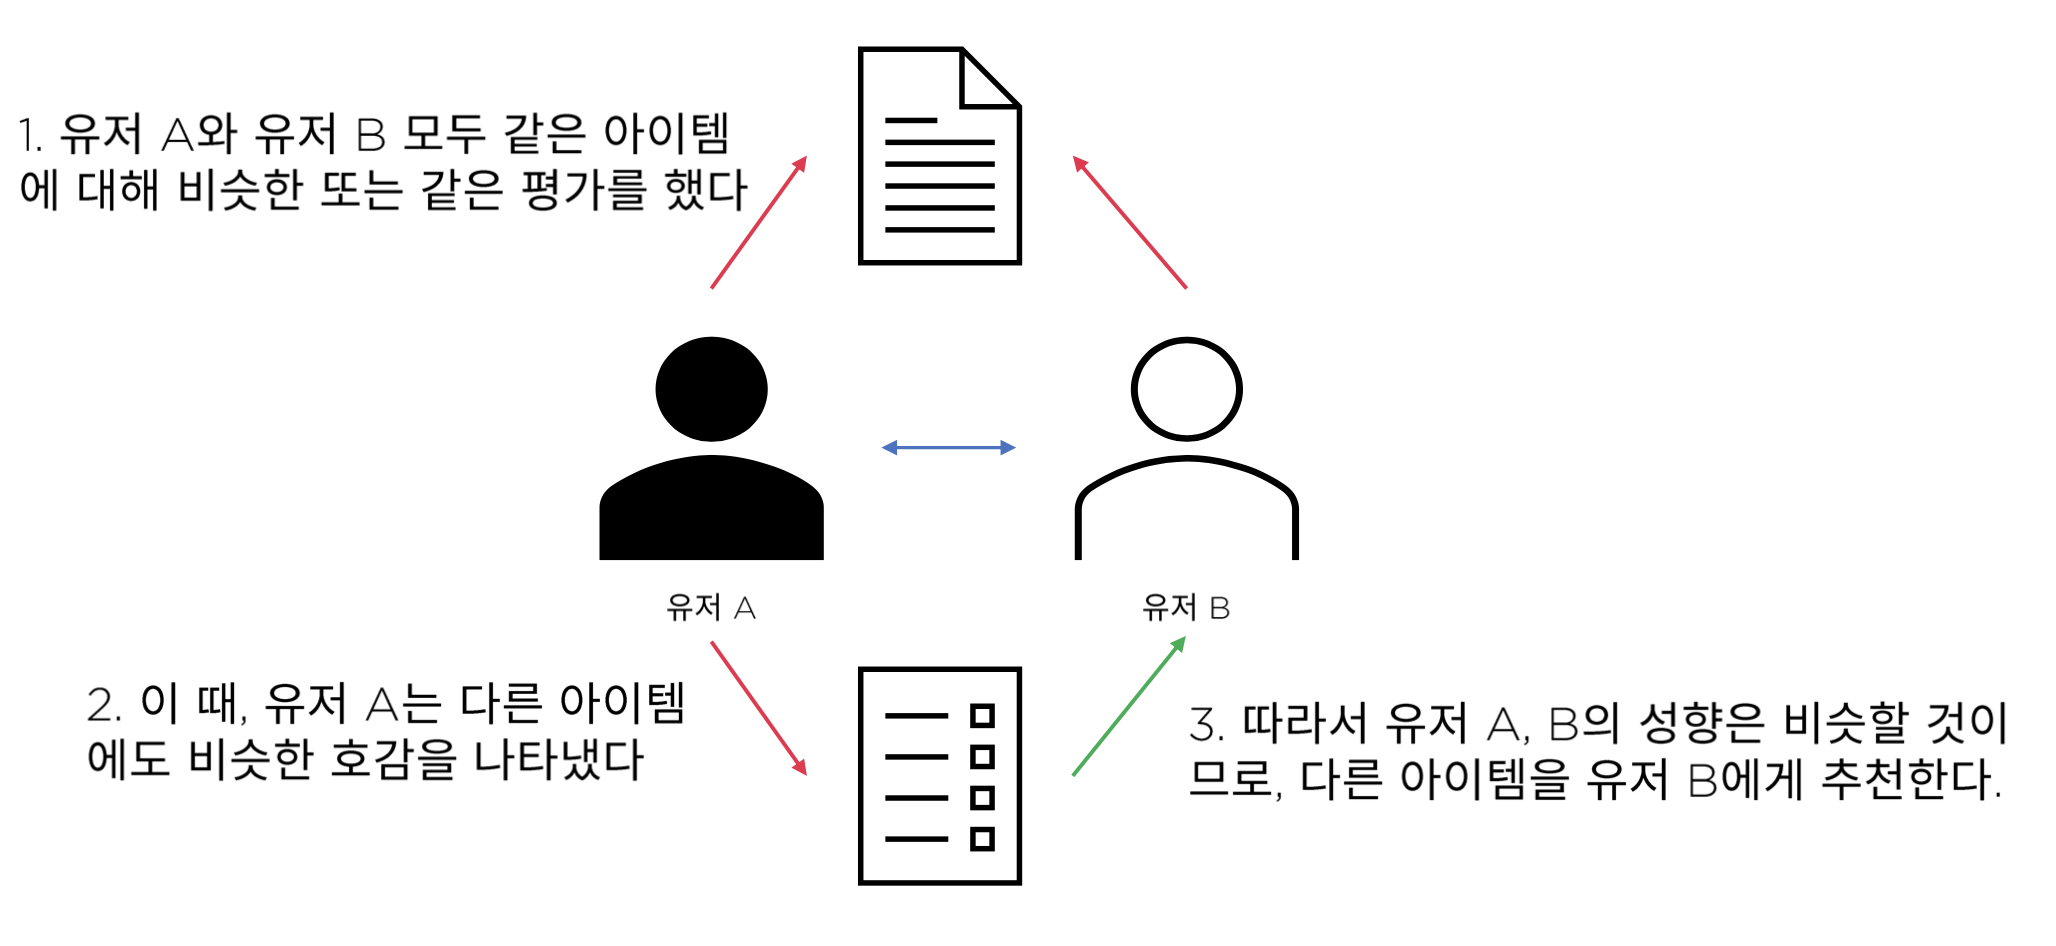 1. 유저 A와 유저 B 모두 같은 아이템
에 대해 비슷한 또는 같은 평가를 했다
유저 A
유저 B
2. 이 때, 유저 A는 다른 아이템
에도 비슷한 호감을 나타냈다
3. 따라서 유저 A, B의 성향은 비슷할 것이
므로, 다른 아이템을 유저 B에게 추천한다.